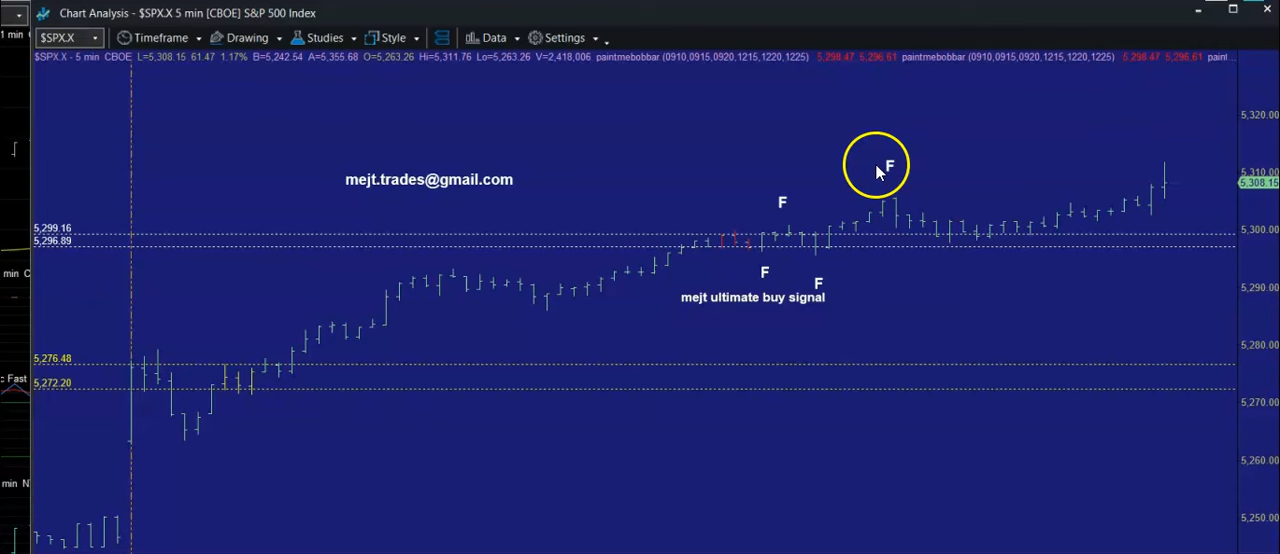 Chart Analysis - $SPX.X 5 min [CBOE] S&P 500 Index
1 min
$SPX.X Timeframe Drawing Studies Style Data Settings
$SPX.X - 5 min CBOE L=5,308.15 61.47 1.17% B=5,242.54 A=5,355.68 O=5,263.26 Hi=5,311.76 Lo=5,263.26 V=2,418,006 paintmebobbar (0910,0915,0920,1215,1220,1225) 5,298.47 5,296.61 paintmebobbar (0910,0915,0920,1215,1220,1225) 5,298.47 5,296.61 paint...
5,320.00
F
5,310.00
mejt.trades@gmail.com
5,308.15
F
5,299.16
5,300.00
5,296.89
min C
F
F
5,290.00
mejt ultimate buy signal
5,280.00
5,276.48
c Fast
5,272.20
5,270.00
5,260.00
min N
5,250.00